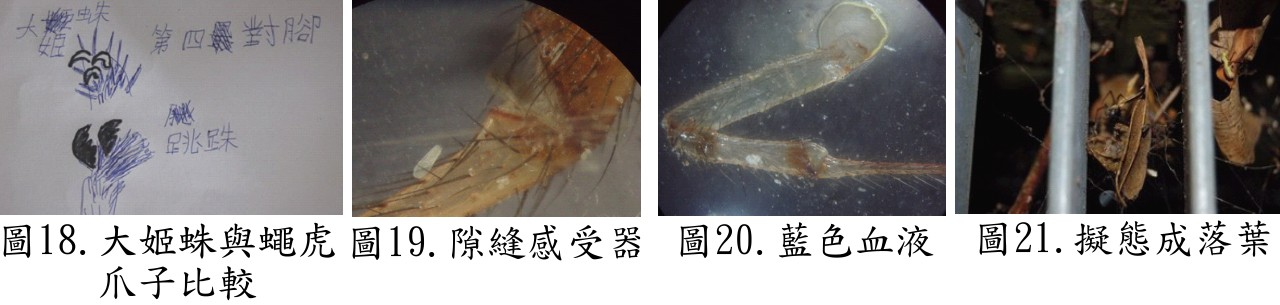 大蛛
姬
第四對腳
跳蛛
圖18.大姬蛛與蠅虎
爪子比較
圖19.隙縫感受器
圖20.藍色血液
圖21.擬態成落葉